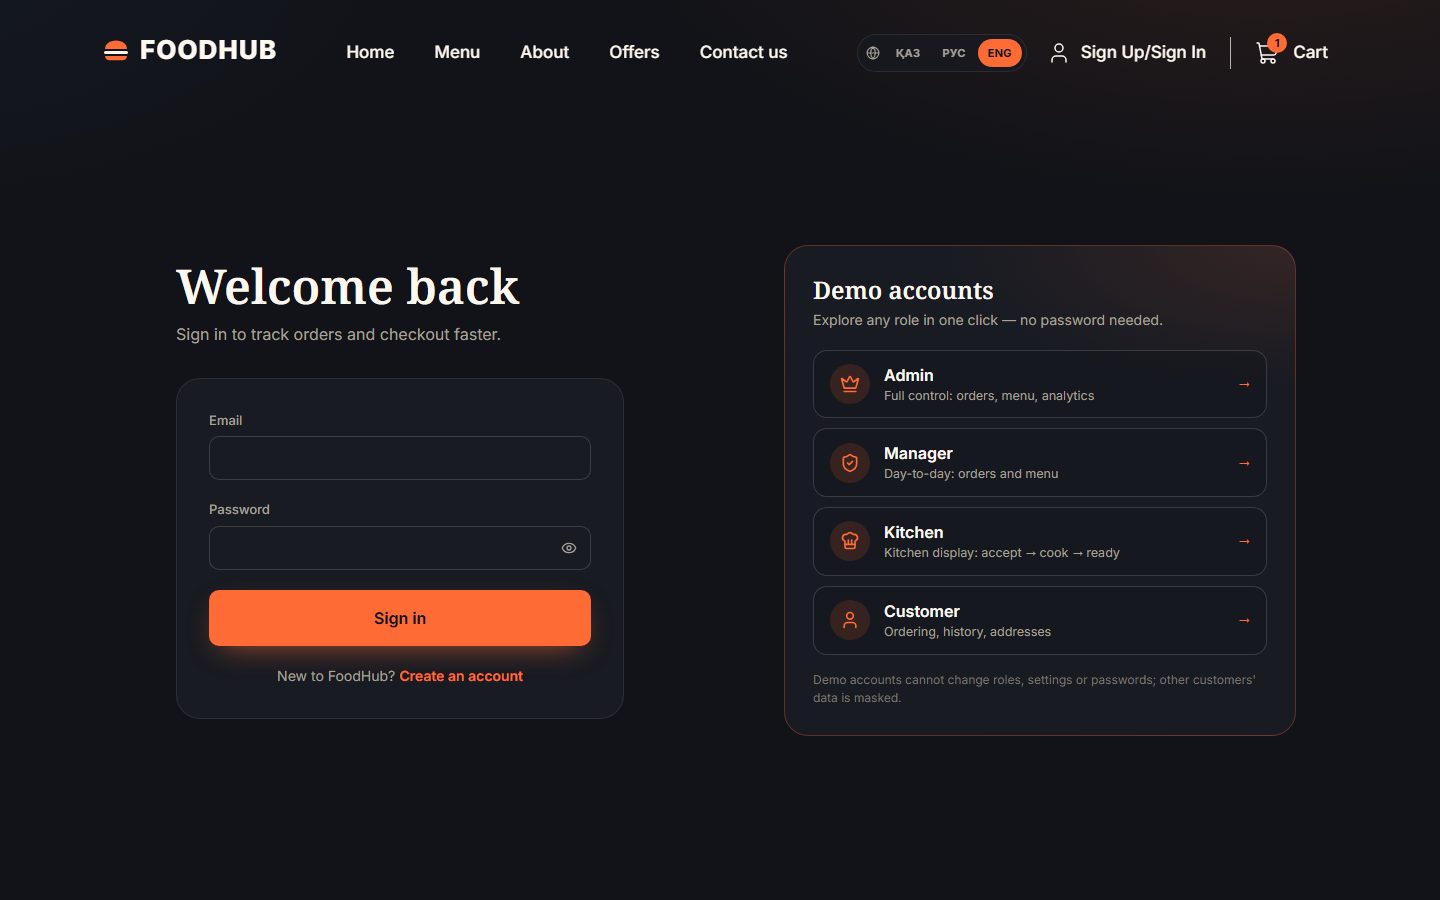 FOODHUB
Home
Menu
About
Offers
Contact us
ҚАЗ
РУС
ENG
Sign Up/Sign In
1
Cart
Welcome back
Sign in to track orders and checkout faster.
Email
Password
Sign in
New to FoodHub? Create an account
Demo accounts
Explore any role in one click — no password needed.
Admin
Full control: orders, menu, analytics
→
Manager
Day-to-day: orders and menu
→
Kitchen
Kitchen display: accept → cook → ready
→
Customer
Ordering, history, addresses
→
Demo accounts cannot change roles, settings or passwords; other customers'
data is masked.